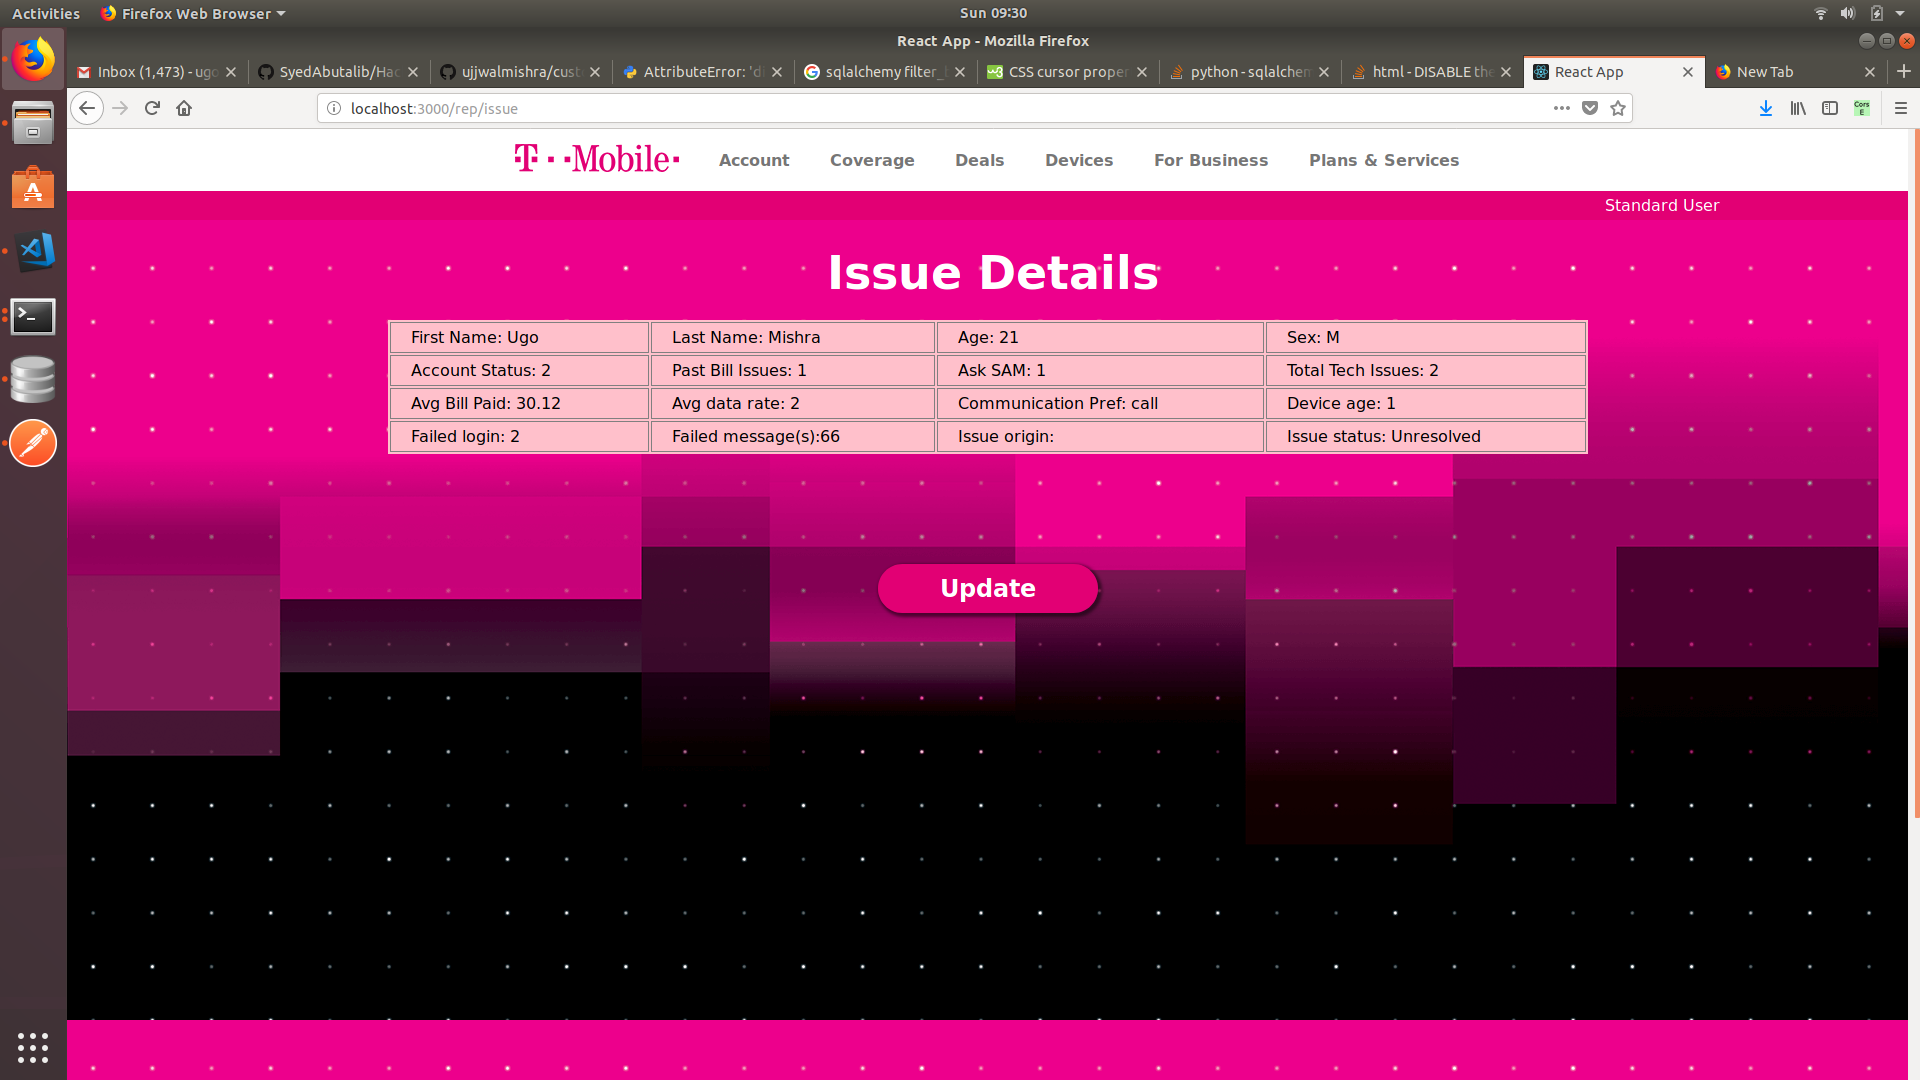 Activities Firefox Web Browser Sun 09:30
React App - Mozilla Firefox
Inbox (1,473) - ugo SyedAbutalib/Hac ujjwalmishra/cust AttributeError: 'd sqlalchemy filter_ CSS cursor proper python - sqlalchem html - DISABLE the React App New Tab
localhost:3000/rep/issue
Cors E
T··Mobile· Account Coverage Deals Devices For Business Plans & Services
Standard User
Issue Details
First Name: Ugo Last Name: Mishra Age: 21 Sex: M
Account Status: 2 Past Bill Issues: 1 Ask SAM: 1 Total Tech Issues: 2
Avg Bill Paid: 30.12 Avg data rate: 2 Communication Pref: call Device age: 1
Failed login: 2 Failed message(s):66 Issue origin: Issue status: Unresolved
Update